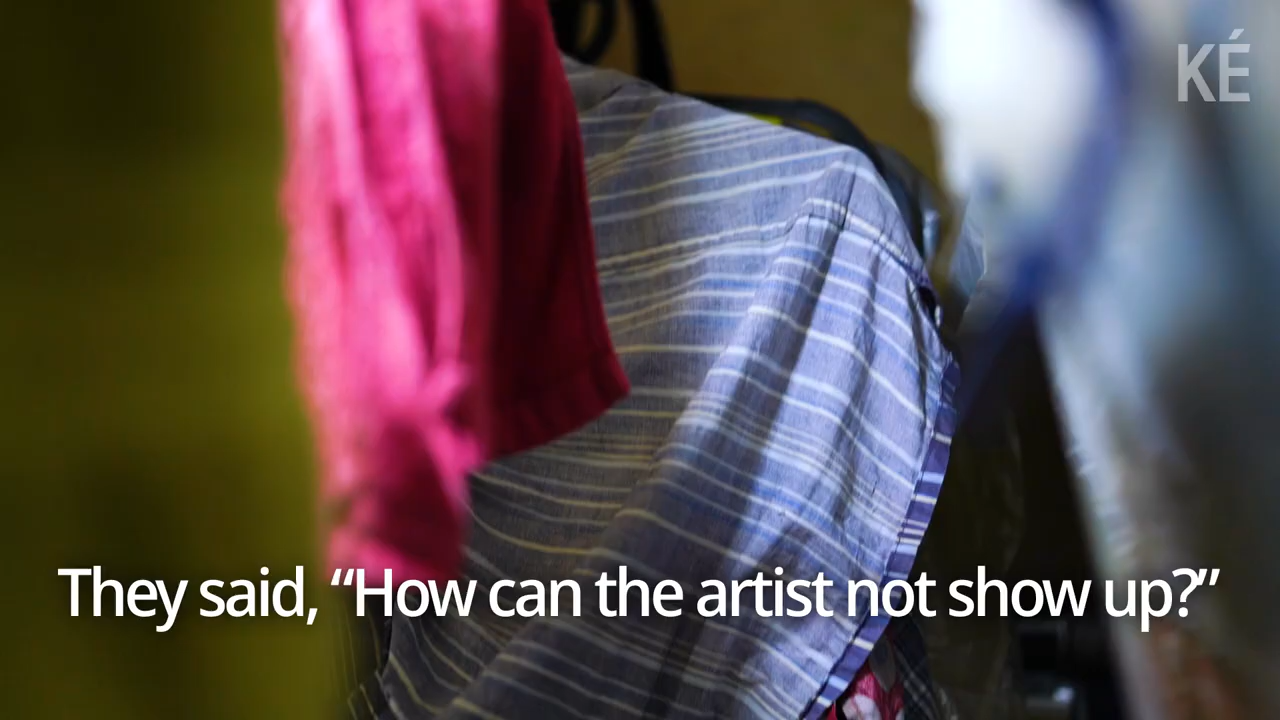 KÉ
They said, “How can the artist not show up?”